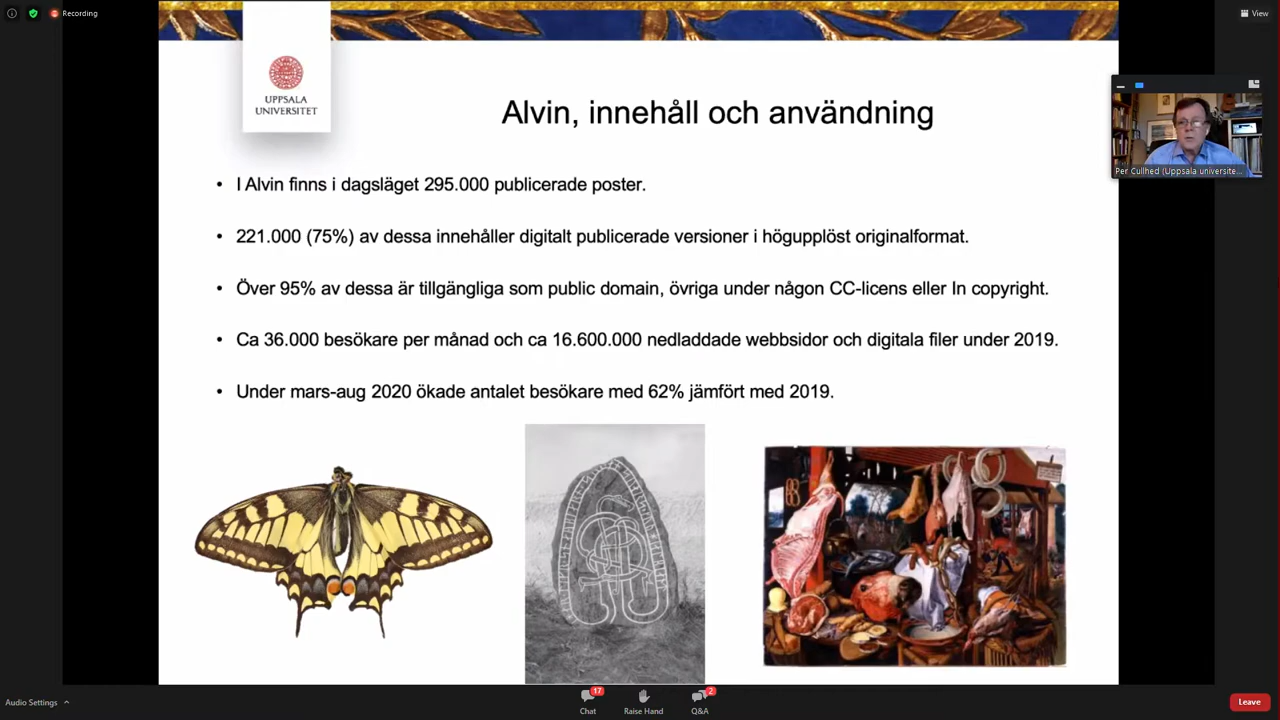 Recording
View
UPPSALA
UNIVERSITET
Alvin, innehåll och användning
• I Alvin finns i dagsläget 295.000 publicerade poster.
• 221.000 (75%) av dessa innehåller digitalt publicerade versioner i högupplöst originalformat.
• Över 95% av dessa är tillgängliga som public domain, övriga under någon CC-licens eller In copyright.
• Ca 36.000 besökare per månad och ca 16.600.000 nedladdade webbsidor och digitala filer under 2019.
• Under mars-aug 2020 ökade antalet besökare med 62% jämfört med 2019.
Per Cullhed (Uppsala universite...
Audio Settings
17
Chat
Raise Hand
2
Q&A
Leave